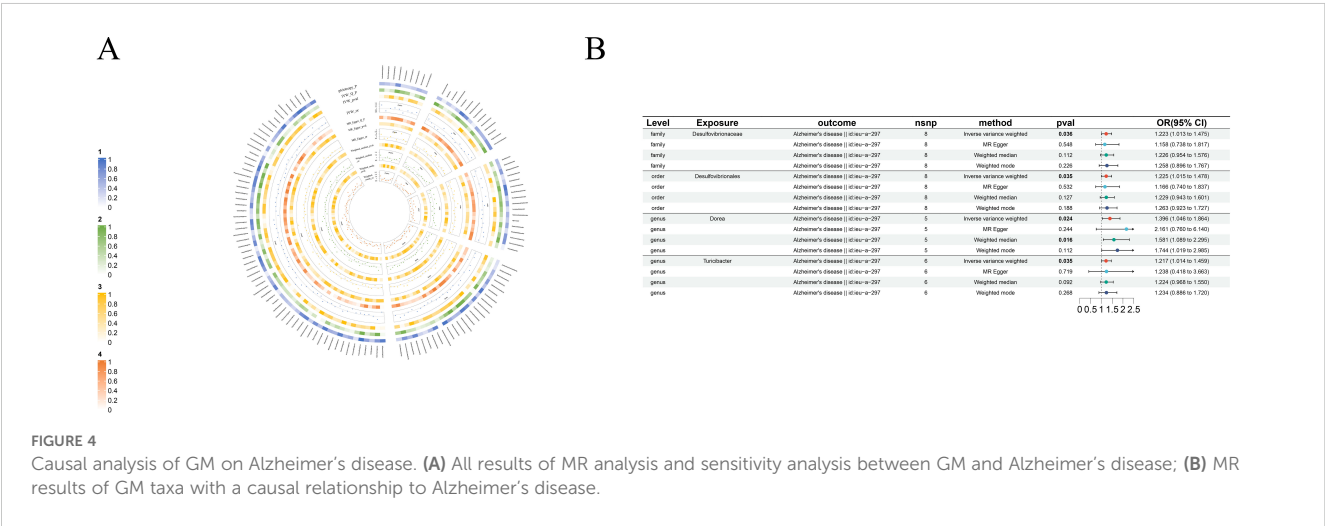 A
B
1
1
0.8
0.6
0.4
0.2
0
2
1
0.8
0.6
0.4
0.2
0
3
1
0.8
0.6
0.4
0.2
0
4
1
0.8
0.6
0.4
0.2
0
Level Exposure outcome nsnp method pval OR(95% CI)
family Desulfovibrionaceae Alzheimer's disease || id:ieu-a-297 8 Inverse variance weighted 0.036 1.223 (1.013 to 1.475)
family Alzheimer's disease || id:ieu-a-297 8 MR Egger 0.548 1.158 (0.738 to 1.817)
family Alzheimer's disease || id:ieu-a-297 8 Weighted median 0.112 1.226 (0.954 to 1.576)
family Alzheimer's disease || id:ieu-a-297 8 Weighted mode 0.226 1.258 (0.896 to 1.767)
order Desulfovibrionales Alzheimer's disease || id:ieu-a-297 8 Inverse variance weighted 0.035 1.225 (1.015 to 1.478)
order Alzheimer's disease || id:ieu-a-297 8 MR Egger 0.532 1.166 (0.740 to 1.837)
order Alzheimer's disease || id:ieu-a-297 8 Weighted median 0.127 1.229 (0.943 to 1.601)
order Alzheimer's disease || id:ieu-a-297 8 Weighted mode 0.188 1.263 (0.923 to 1.727)
genus Dorea Alzheimer's disease || id:ieu-a-297 5 Inverse variance weighted 0.024 1.396 (1.046 to 1.864)
genus Alzheimer's disease || id:ieu-a-297 5 MR Egger 0.244 2.161 (0.760 to 6.140)
genus Alzheimer's disease || id:ieu-a-297 5 Weighted median 0.016 1.581 (1.089 to 2.295)
genus Alzheimer's disease || id:ieu-a-297 5 Weighted mode 0.112 1.744 (1.019 to 2.985)
genus Turicibacter Alzheimer's disease || id:ieu-a-297 6 Inverse variance weighted 0.035 1.217 (1.014 to 1.459)
genus Alzheimer's disease || id:ieu-a-297 6 MR Egger 0.719 1.238 (0.418 to 3.663)
genus Alzheimer's disease || id:ieu-a-297 6 Weighted median 0.092 1.224 (0.968 to 1.550)
genus Alzheimer's disease || id:ieu-a-297 6 Weighted mode 0.268 1.234 (0.886 to 1.720)
0 0.5 1 1.5 2 2.5
FIGURE 4
Causal analysis of GM on Alzheimer's disease. (A) All results of MR analysis and sensitivity analysis between GM and Alzheimer's disease; (B) MR
results of GM taxa with a causal relationship to Alzheimer's disease.